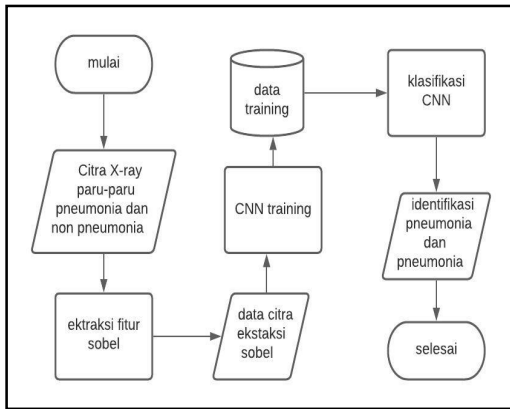 mulai
Citra X-ray
paru-paru
pneumonia dan
non pneumonia
ektraksi fitur
sobel
data citra
ekstaksi
sobel
CNN training
data
training
klasifikasi
CNN
identifikasi
pneumonia
dan
pneumonia
selesai